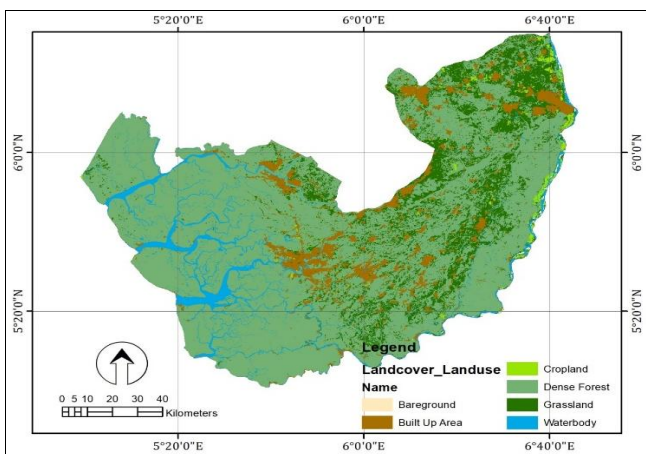 5°20'0"E 6°0'0"E 6°40'0"E
6°0'0"N 6°0'0"N
5°20'0"N 5°20'0"N
Legend
Landcover_Landuse
Name
Bareground
Built Up Area
Cropland
Dense Forest
Grassland
Waterbody
0 5 10 20 30 40
Kilometers
5°20'0"E 6°0'0"E 6°40'0"E